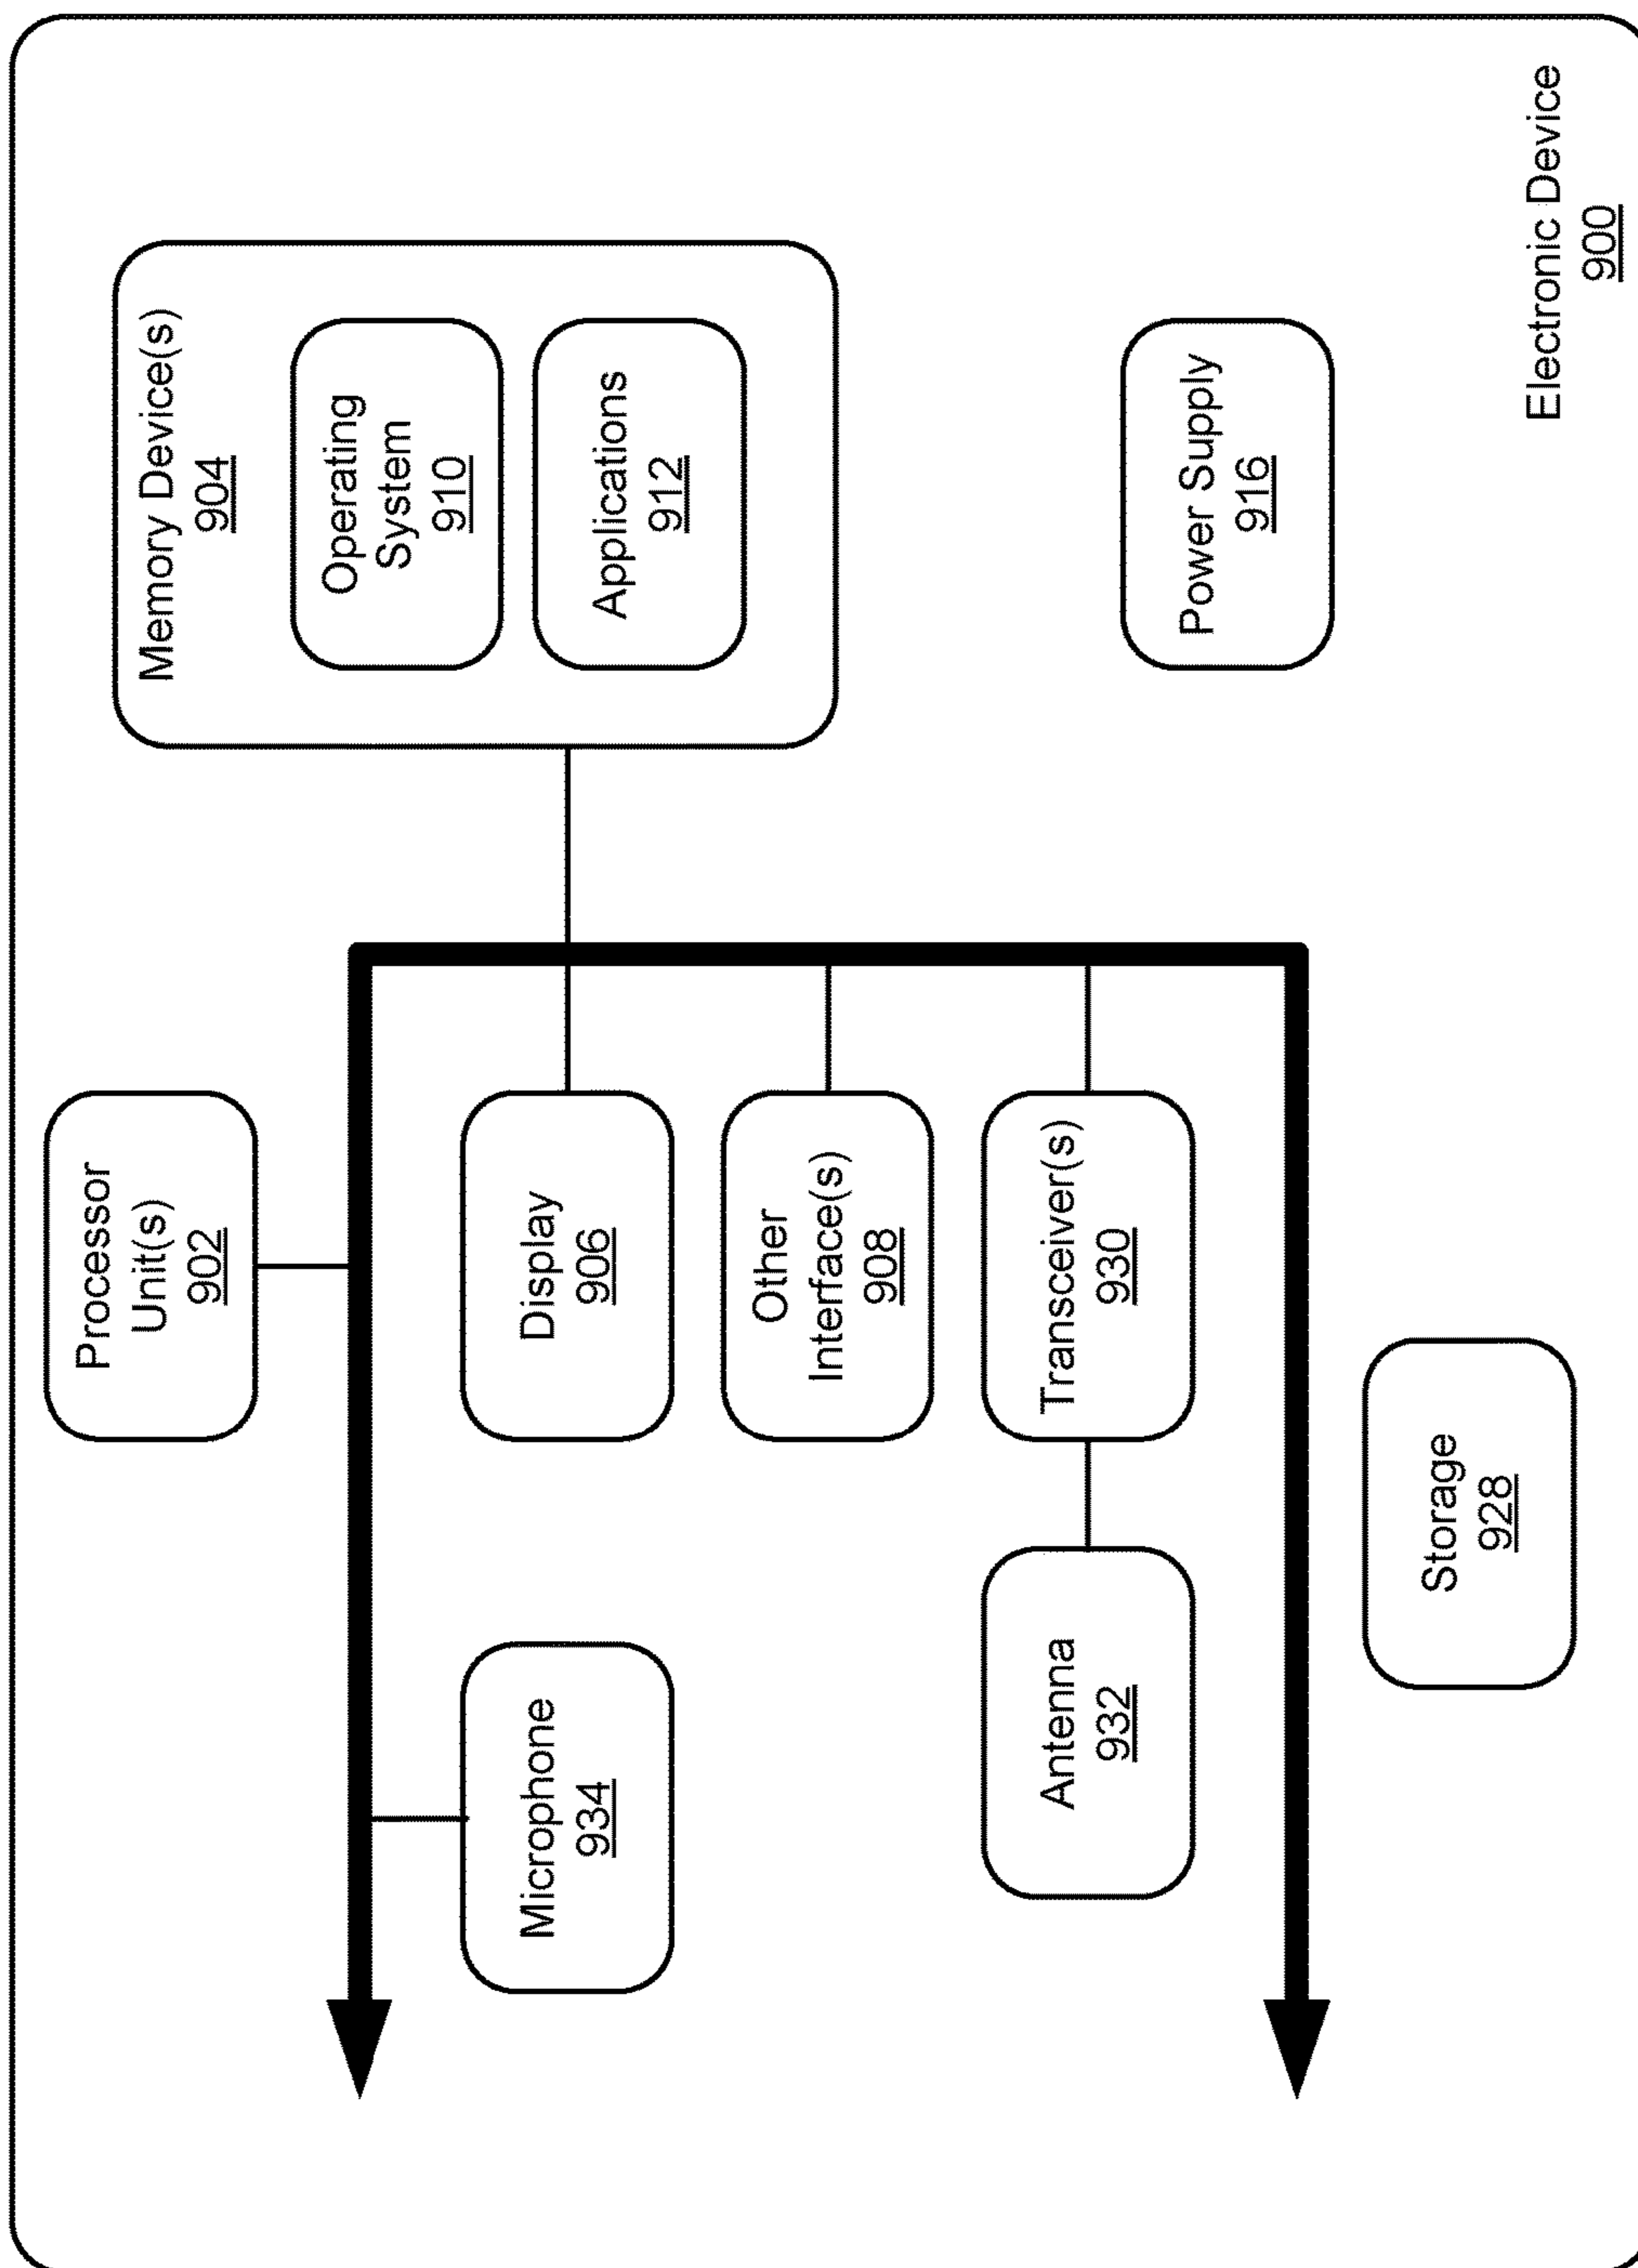 Processor
Unit(s)
902
Memory Device(s)
904
Operating
System
910
Applications
912
Microphone
934
Display
906
Other
Interface(s)
908
Antenna
932
Transceiver(s)
930
Power Supply
916
Storage
928
Electronic Device
900